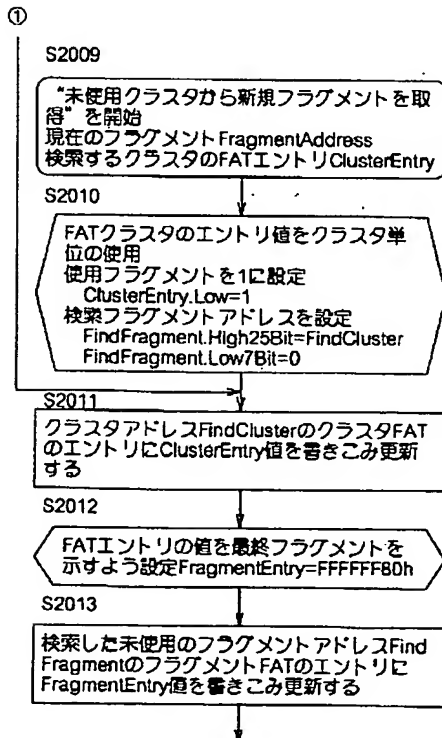 ①
S2009
“未使用クラスタから新規フラグメントを取
得”を開始
現在のフラグメントFragmentAddress
検索するクラスタのFATエントリClusterEntry
S2010
FATクラスタのエントリ値をクラスタ単
位の使用
使用フラグメントを1に設定
ClusterEntry.Low=1
検索フラグメントアドレスを設定
FindFragment.High25Bit=FindCluster
FindFragment.Low7Bit=0
S2011
クラスタアドレスFindClusterのクラスタFAT
のエントリにClusterEntry値を書きこみ更新
する
S2012
FATエントリの値を最終フラグメントを
示すよう設定FragmentEntry=FFFFFF80h
S2013
検索した未使用のフラグメントアドレスFind
FragmentのフラグメントFATのエントリに
FragmentEntry値を書きこみ更新する